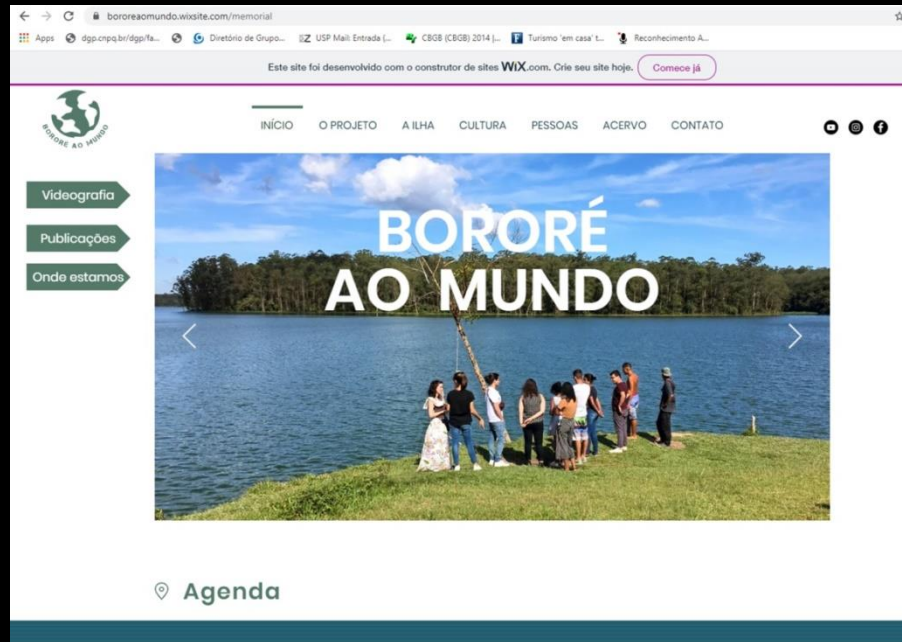 bororeaomundo.wixsite.com/memorial
Apps dgp.cnpq.br/dgp/fa... Diretório de Grupo... USP Mail: Entrada (... CBGB (CBGB) 2014 |... Turismo 'em casa' t... Reconhecimento A...
Este site foi desenvolvido com o construtor de sites WiX.com. Crie seu site hoje. Comece já
BORORÉ AO MUNDO
INÍCIO O PROJETO A ILHA CULTURA PESSOAS ACERVO CONTATO
Videografia
Publicações
Onde estamos
BORORÉ
AO MUNDO
Agenda